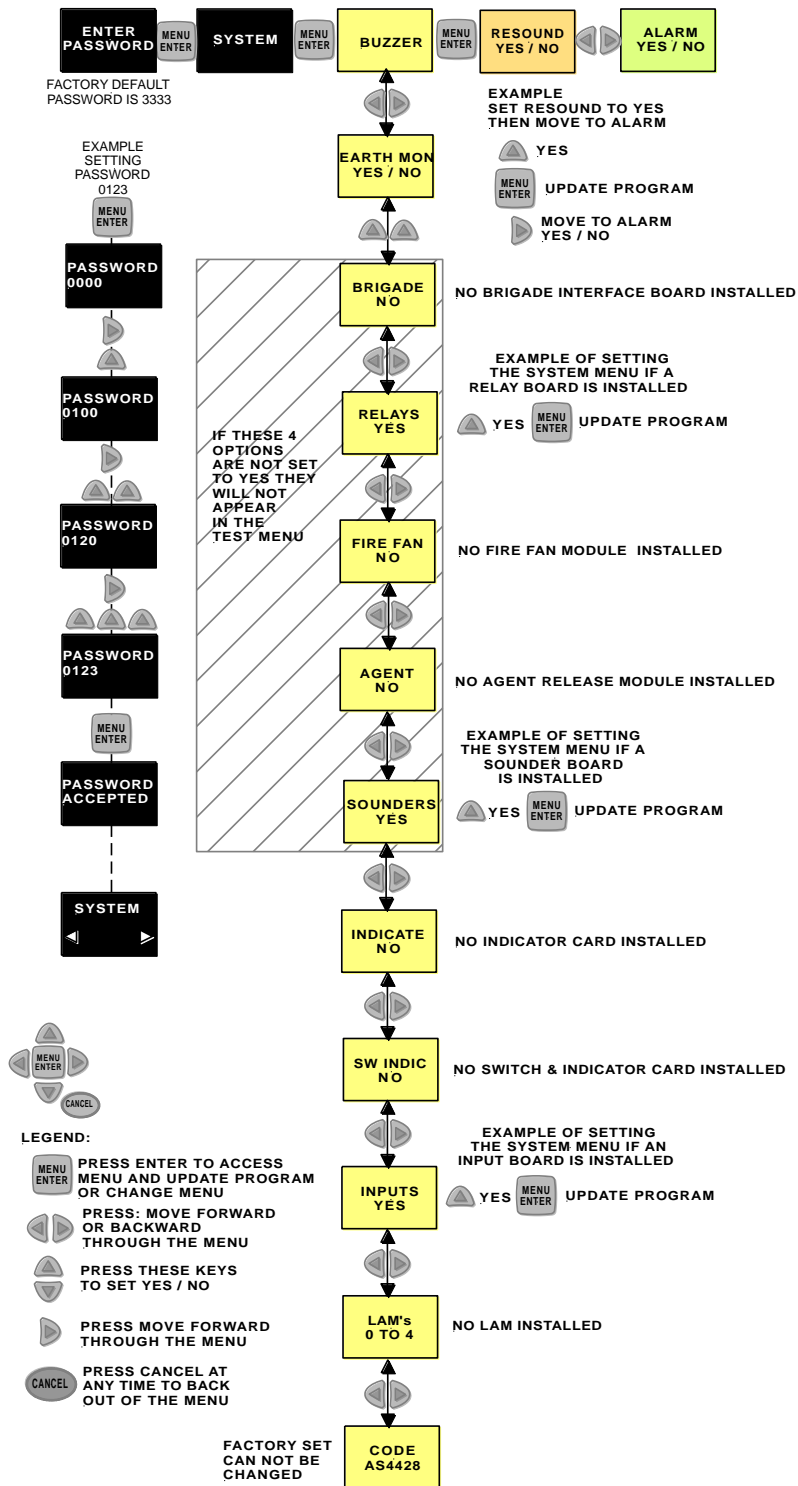 ENTER
PASSWORD
MENU
ENTER
SYSTEM
MENU
ENTER
BUZZER
MENU
ENTER
RESOUND
YES / NO
ALARM
YES / NO
FACTORY DEFAULT
PASSWORD IS 3333
EXAMPLE
SET RESOUND TO YES
THEN MOVE TO ALARM
YES
MENU
ENTER
UPDATE PROGRAM
MOVE TO ALARM
YES / NO
EXAMPLE
SETTING
PASSWORD
0123
MENU
ENTER
PASSWORD
0000
PASSWORD
0100
PASSWORD
0120
PASSWORD
0123
MENU
ENTER
PASSWORD
ACCEPTED
SYSTEM
EARTH MON
YES / NO
IF THESE 4
OPTIONS
ARE NOT SET
TO YES THEY
WILL NOT
APPEAR
IN THE
TEST MENU
BRIGADE
NO
NO BRIGADE INTERFACE BOARD INSTALLED
RELAYS
YES
EXAMPLE OF SETTING
THE SYSTEM MENU IF A
RELAY BOARD IS INSTALLED
YES
MENU
ENTER
UPDATE PROGRAM
FIRE FAN
NO
NO FIRE FAN MODULE INSTALLED
AGENT
NO
NO AGENT RELEASE MODULE INSTALLED
SOUNDERS
YES
EXAMPLE OF SETTING
THE SYSTEM MENU IF A
SOUNDER BOARD
IS INSTALLED
YES
MENU
ENTER
UPDATE PROGRAM
INDICATE
NO
NO INDICATOR CARD INSTALLED
SW INDIC
NO
NO SWITCH & INDICATOR CARD INSTALLED
INPUTS
YES
EXAMPLE OF SETTING
THE SYSTEM MENU IF AN
INPUT BOARD IS INSTALLED
YES
MENU
ENTER
UPDATE PROGRAM
LAM's
0 TO 4
NO LAM INSTALLED
FACTORY SET
CAN NOT BE
CHANGED
CODE
AS4428
MENU
ENTER
CANCEL
LEGEND:
MENU
ENTER
PRESS ENTER TO ACCESS
MENU AND UPDATE PROGRAM
OR CHANGE MENU
PRESS: MOVE FORWARD
OR BACKWARD
THROUGH THE MENU
PRESS THESE KEYS
TO SET YES / NO
PRESS MOVE FORWARD
THROUGH THE MENU
CANCEL
PRESS CANCEL AT
ANY TIME TO BACK
OUT OF THE MENU